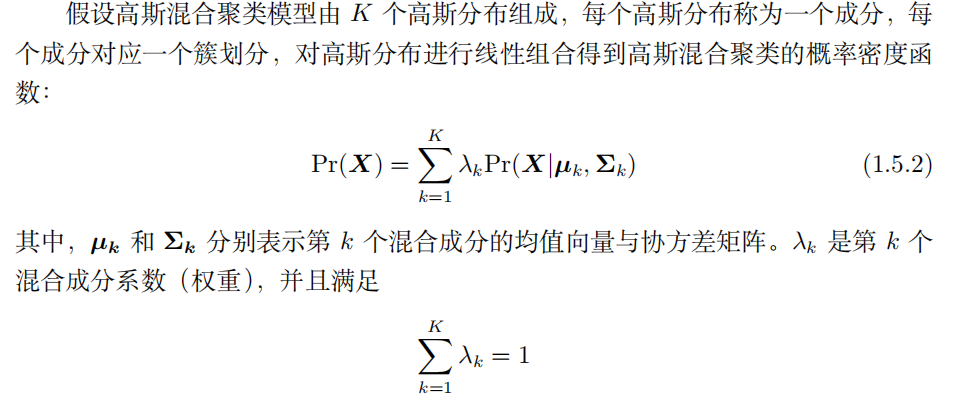 假设高斯混合聚类模型由 K 个高斯分布组成，每个高斯分布称为一个成分，每
个成分对应一个簇划分，对高斯分布进行线性组合得到高斯混合聚类的概率密度函
数：
Pr(X) = ∑_{k=1}^{K} λ_k Pr(X|μ_k, Σ_k) (1.5.2)
其中，μ_k 和 Σ_k 分别表示第 k 个混合成分的均值向量与协方差矩阵。λ_k 是第 k 个
混合成分系数（权重），并且满足
∑_{k=1}^{K} λ_k = 1